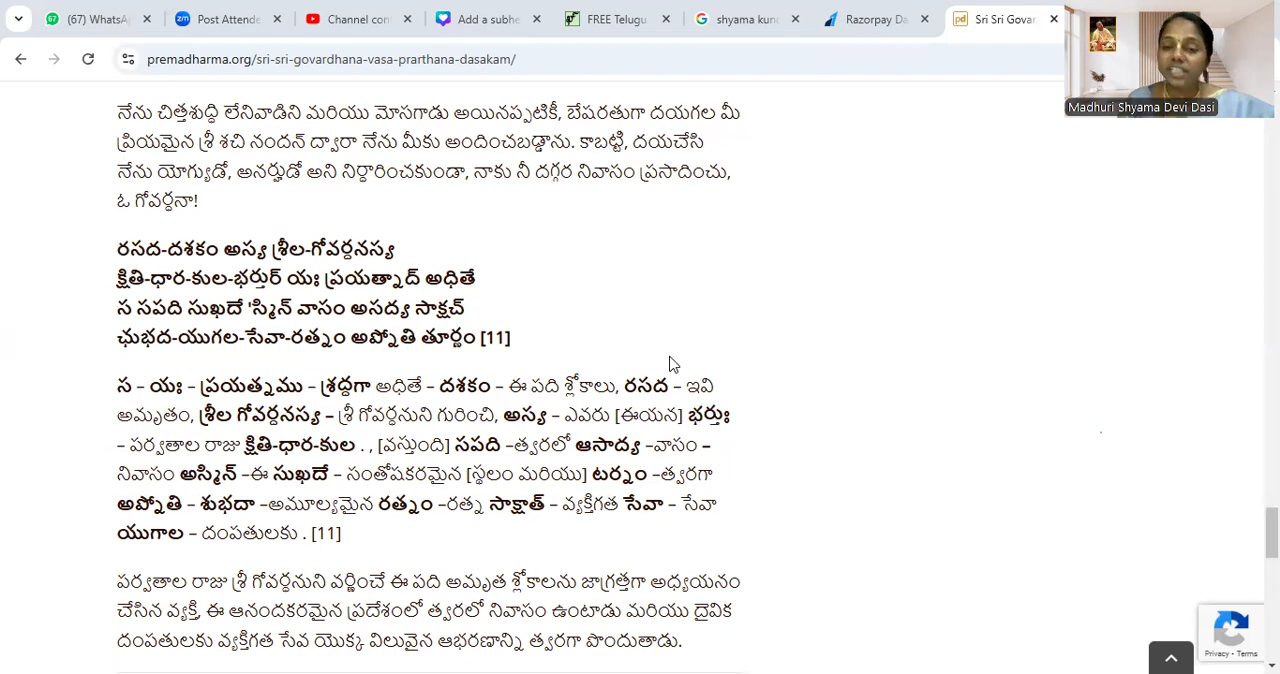 (67) WhatsA
Post Attende
Channel con
Add a subhe
FREE Telugu
shyama kund
Razorpay Da
Sri Sri Govar
premadharma.org/sri-sri-govardhana-vasa-prarthana-dasakam/
Madhuri Shyama Devi Dasi
నేను చిత్తశుద్ధి లేనివాడిని మరియు మోసగాడు అయినప్పటికీ, బేషరతుగా దయగల మీ
ప్రియమైన శ్రీ శచి నందన్ ద్వారా నేను మీకు అందించబడ్డాను. కాబట్టి, దయచేసి
నేను యోగ్యుడో, అనర్హుడో అని నిర్ధారించకుండా, నాకు నీ దగ్గర నివాసం ప్రసాదించు,
ఓ గోవర్ధనా!
రసద-దశకం అస్య శ్రీల-గోవర్ధనస్య
క్షితి-ధార-కుల-భర్తుర్ యః ప్రయత్నాద్ అధితే
స సపది సుఖదే 'స్మిన్ వాసం అసద్య సాక్షచ్
ఛుభద-యుగల-సేవా-రత్నం అప్నోతి తూర్ణం [11]
స – యః – ప్రయత్నము – శ్రద్ధగా అధితే – దశకం – ఈ పది శ్లోకాలు, రసద – ఇవి
అమృతం, శ్రీల గోవర్ధనస్య – శ్రీ గోవర్ధనుని గురించి, అస్య – ఎవరు [ఈయన] భర్తుః
– పర్వతాల రాజు క్షితి-ధార-కుల . , [వస్తుంది] సపది –త్వరలో ఆసాద్య –వాసం –
నివాసం అస్మిన్ –ఈ సుఖదే – సంతోషకరమైన [స్థలం మరియు] టర్నం –త్వరగా
అప్నోతి – శుభదా –అమూల్యమైన రత్నం –రత్న సాక్షాత్ – వ్యక్తిగత సేవా – సేవా
యుగాల – దంపతులకు . [11]
పర్వతాల రాజు శ్రీ గోవర్ధనుని వర్ణించే ఈ పది అమృత శ్లోకాలను జాగ్రత్తగా అధ్యయనం
చేసిన వ్యక్తి, ఈ ఆనందకరమైన ప్రదేశంలో త్వరలో నివాసం ఉంటాడు మరియు దైవిక
దంపతులకు వ్యక్తిగత సేవ యొక్క విలువైన ఆభరణాన్ని త్వరగా పొందుతాడు.
Privacy - Terms